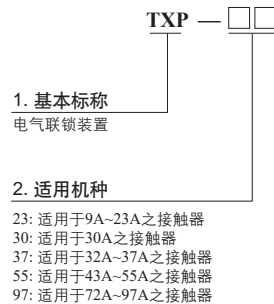 TXP — □□
1. 基本标称
电气联锁装置
2. 适用机种
23: 适用于9A~23A之接触器
30: 适用于30A之接触器
37: 适用于32A~37A之接触器
55: 适用于43A~55A之接触器
97: 适用于72A~97A之接触器